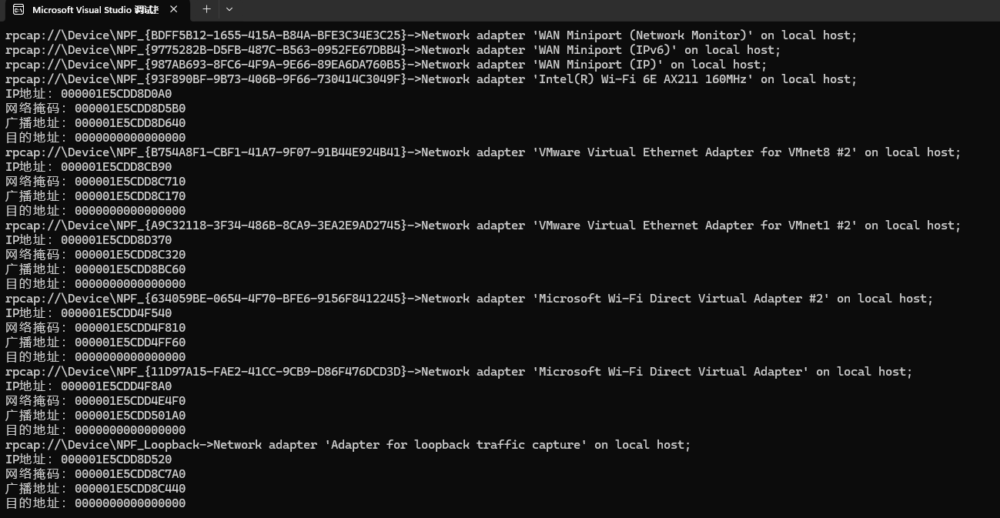 Microsoft Visual Studio 调试控
rpcap://\Device\NPF_{BDFF5B12-1655-415A-B84A-BFE3C34E3C25}->Network adapter 'WAN Miniport (Network Monitor)' on local host;
rpcap://\Device\NPF_{9775282B-D5FB-487C-B563-0952FE67DBB4}->Network adapter 'WAN Miniport (IPv6)' on local host;
rpcap://\Device\NPF_{987AB693-8FC6-4F9A-9E66-89EA6DA760B5}->Network adapter 'WAN Miniport (IP)' on local host;
rpcap://\Device\NPF_{93F890BF-9B73-406B-9F66-730414C3049F}->Network adapter 'Intel(R) Wi-Fi 6E AX211 160MHz' on local host;
IP地址: 000001E5CDD8D0A0
网络掩码: 000001E5CDD8D5B0
广播地址: 000001E5CDD8D640
目的地址: 0000000000000000
rpcap://\Device\NPF_{B754A8F1-CBF1-41A7-9F07-91B44E924B41}->Network adapter 'VMware Virtual Ethernet Adapter for VMnet8 #2' on local host;
IP地址: 000001E5CDD8CB90
网络掩码: 000001E5CDD8C710
广播地址: 000001E5CDD8C170
目的地址: 0000000000000000
rpcap://\Device\NPF_{A9C32118-3F34-486B-8CA9-3EA2E9AD2745}->Network adapter 'VMware Virtual Ethernet Adapter for VMnet1 #2' on local host;
IP地址: 000001E5CDD8D370
网络掩码: 000001E5CDD8C320
广播地址: 000001E5CDD8BC60
目的地址: 0000000000000000
rpcap://\Device\NPF_{634059BE-0654-4F70-BFE6-9156F8412245}->Network adapter 'Microsoft Wi-Fi Direct Virtual Adapter #2' on local host;
IP地址: 000001E5CDD4F540
网络掩码: 000001E5CDD4F810
广播地址: 000001E5CDD4FF60
目的地址: 0000000000000000
rpcap://\Device\NPF_{11D97A15-FAE2-41CC-9CB9-D86F476DCD3D}->Network adapter 'Microsoft Wi-Fi Direct Virtual Adapter' on local host;
IP地址: 000001E5CDD4F8A0
网络掩码: 000001E5CDD4E4F0
广播地址: 000001E5CDD501A0
目的地址: 0000000000000000
rpcap://\Device\NPF_Loopback->Network adapter 'Adapter for loopback traffic capture' on local host;
IP地址: 000001E5CDD8D520
网络掩码: 000001E5CDD8C7A0
广播地址: 000001E5CDD8C440
目的地址: 0000000000000000